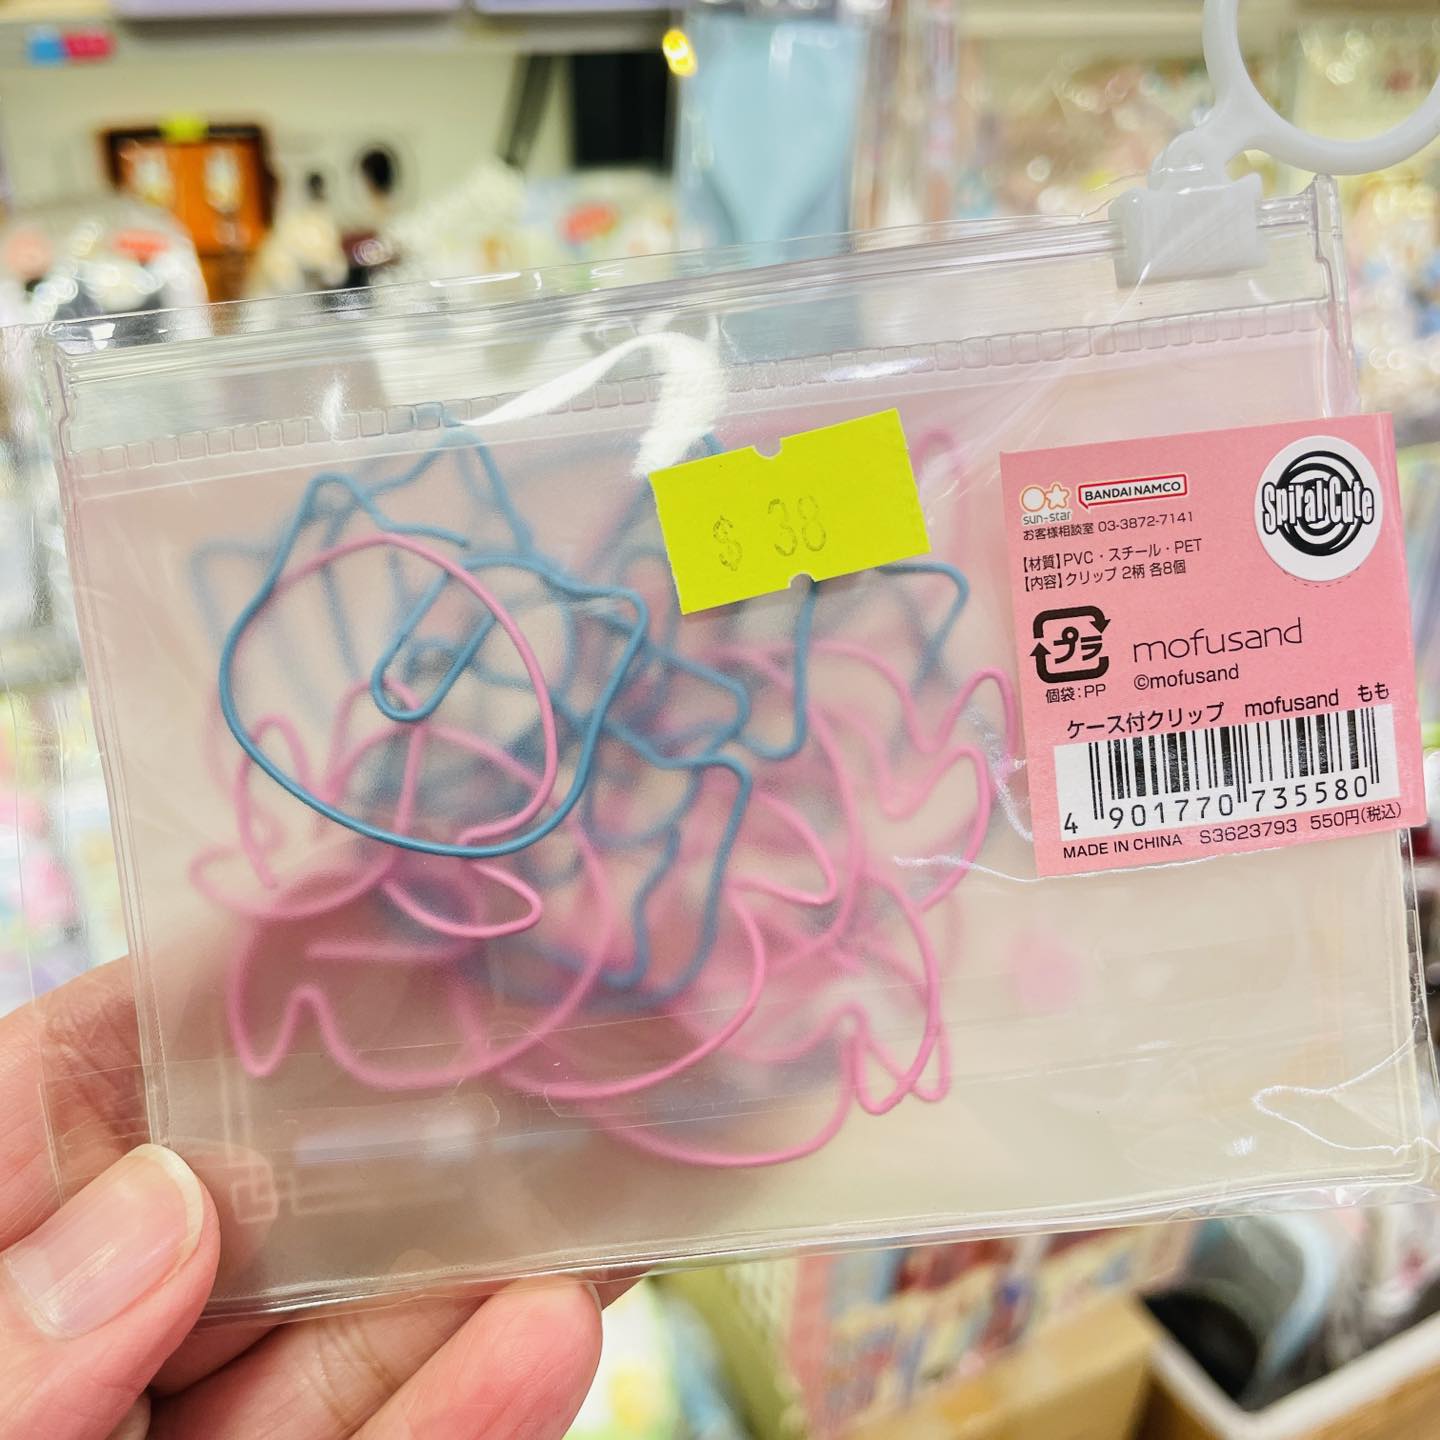 $ 38
sun-star
BANDAI NAMCO
Spiral Cute
お客様相談室 03-3872-7141
【材質】PVC・スチール・PET
【内容】クリップ 2柄 各8個
プラ
個袋:PP
mofusand
©mofusand
ケース付クリップ mofusand もも
4 901770 735580
MADE IN CHINA S3623793 550円(税込)